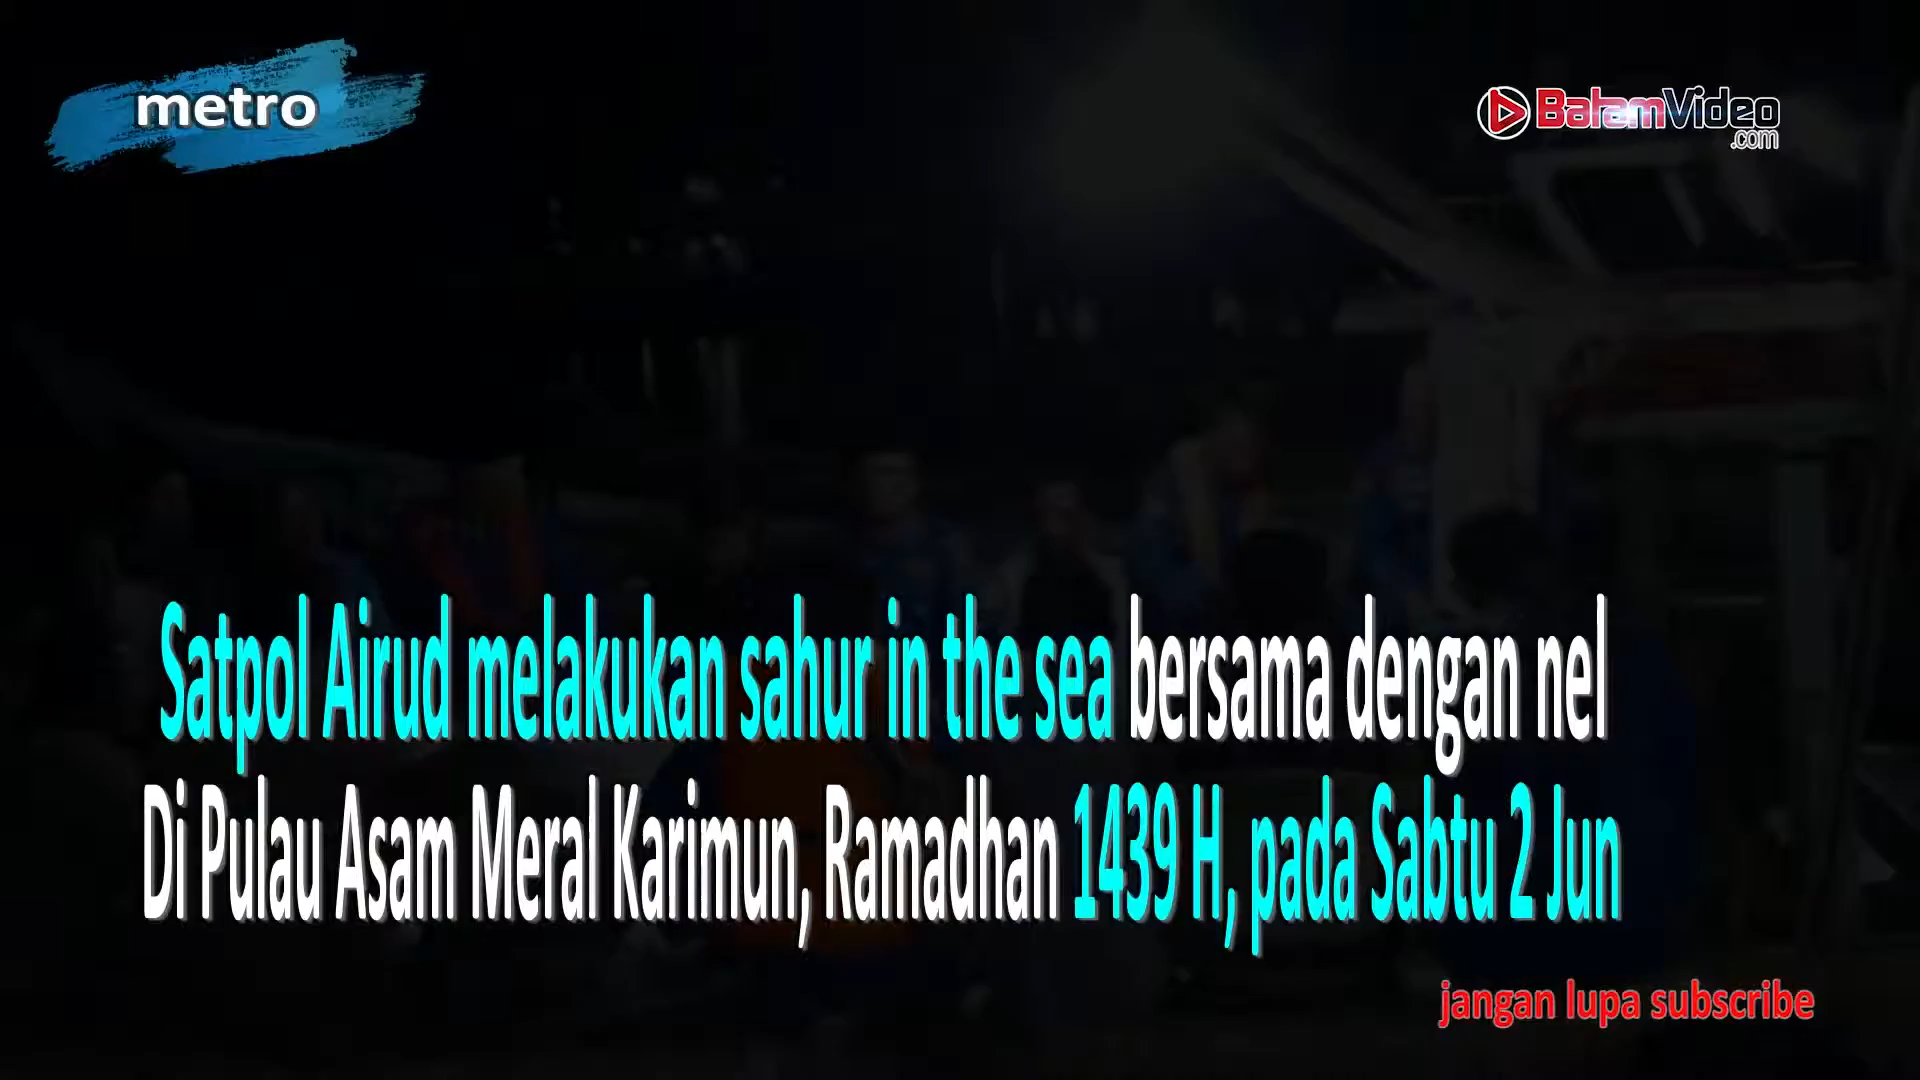 metro
BatamVideo
.com
Satpol Airud melakukan sahur in the sea bersama dengan nel
Di Pulau Asam Meral Karimun, Ramadhan 1439 H, pada Sabtu 2 Jun
jangan lupa subscribe